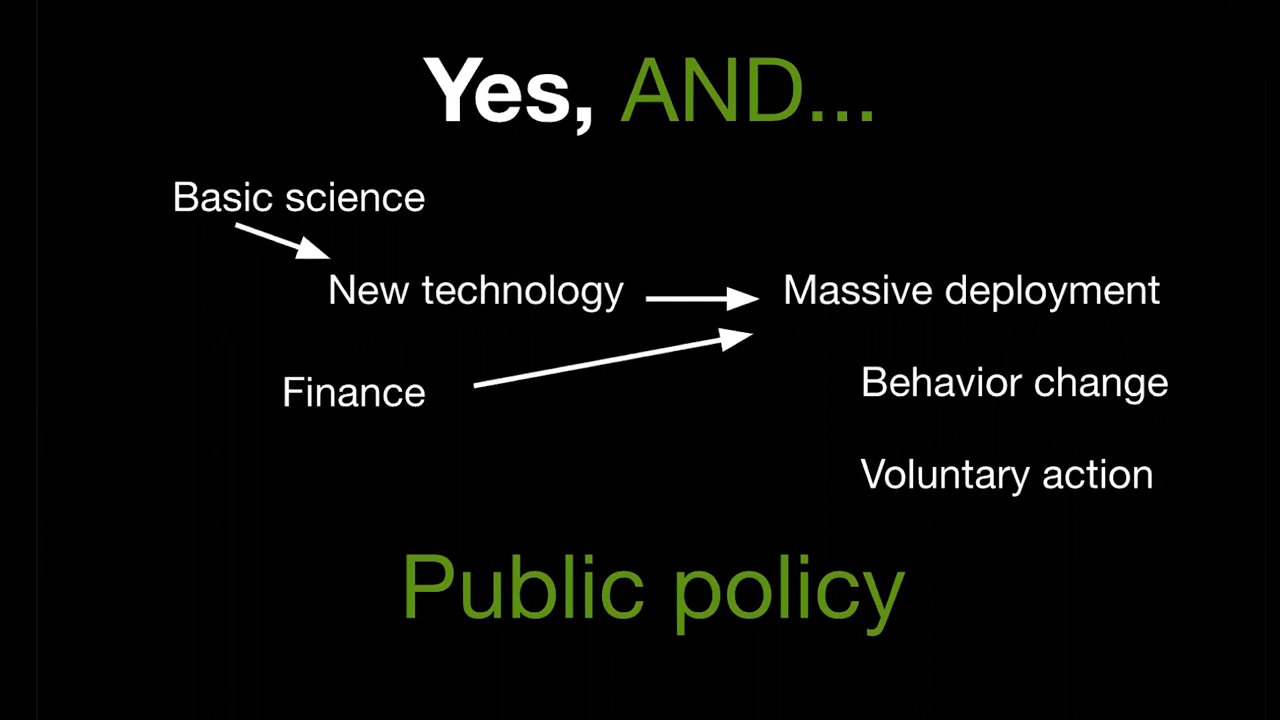 Yes, AND...
Basic science
New technology
Massive deployment
Finance
Behavior change
Voluntary action
Public policy